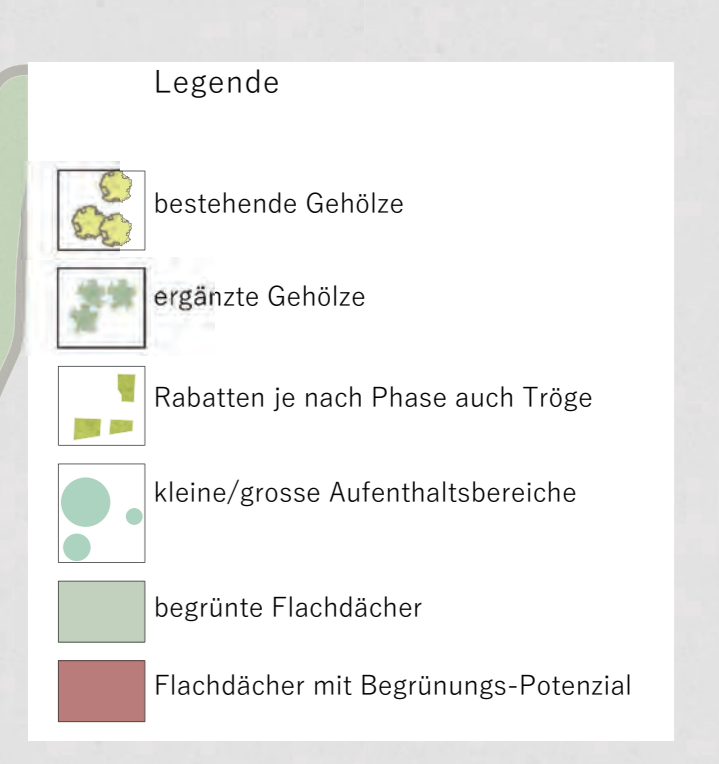 Legende
bestehende Gehölze
ergänzte Gehölze
Rabatten je nach Phase auch Tröge
kleine/grosse Aufenthaltsbereiche
begrünte Flachdächer
Flachdächer mit Begrünungs-Potenzial